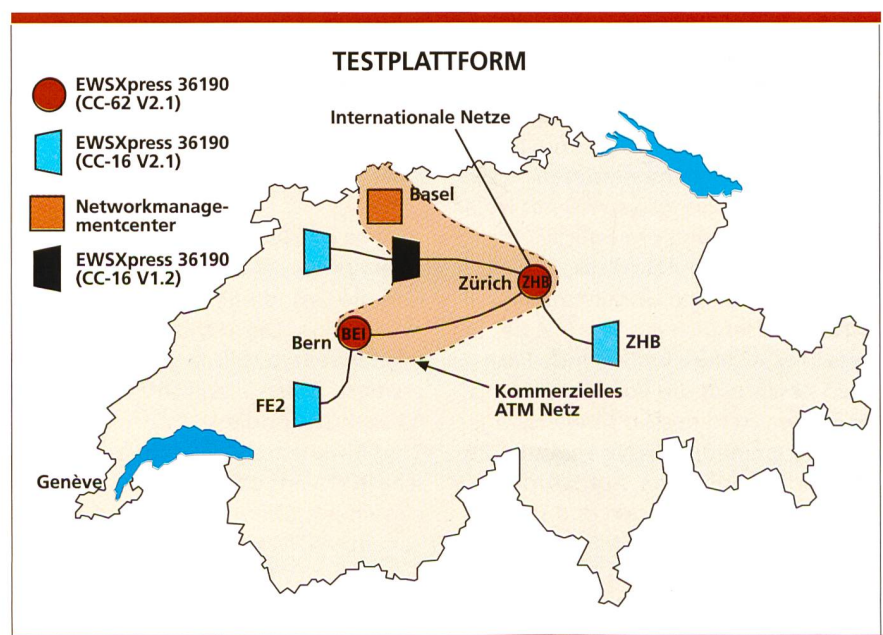 TESTPLATTFORM
EWSXpress 36190
(CC-62 V2.1)
EWSXpress 36190
(CC-16 V2.1)
Networkmanage-
mentcenter
EWSXpress 36190
(CC-16 V1.2)
Internationale Netze
Basel
Zürich
ZHB
Bern
BEI
ZHB
FE2
Kommerzielles
ATM Netz
Genève